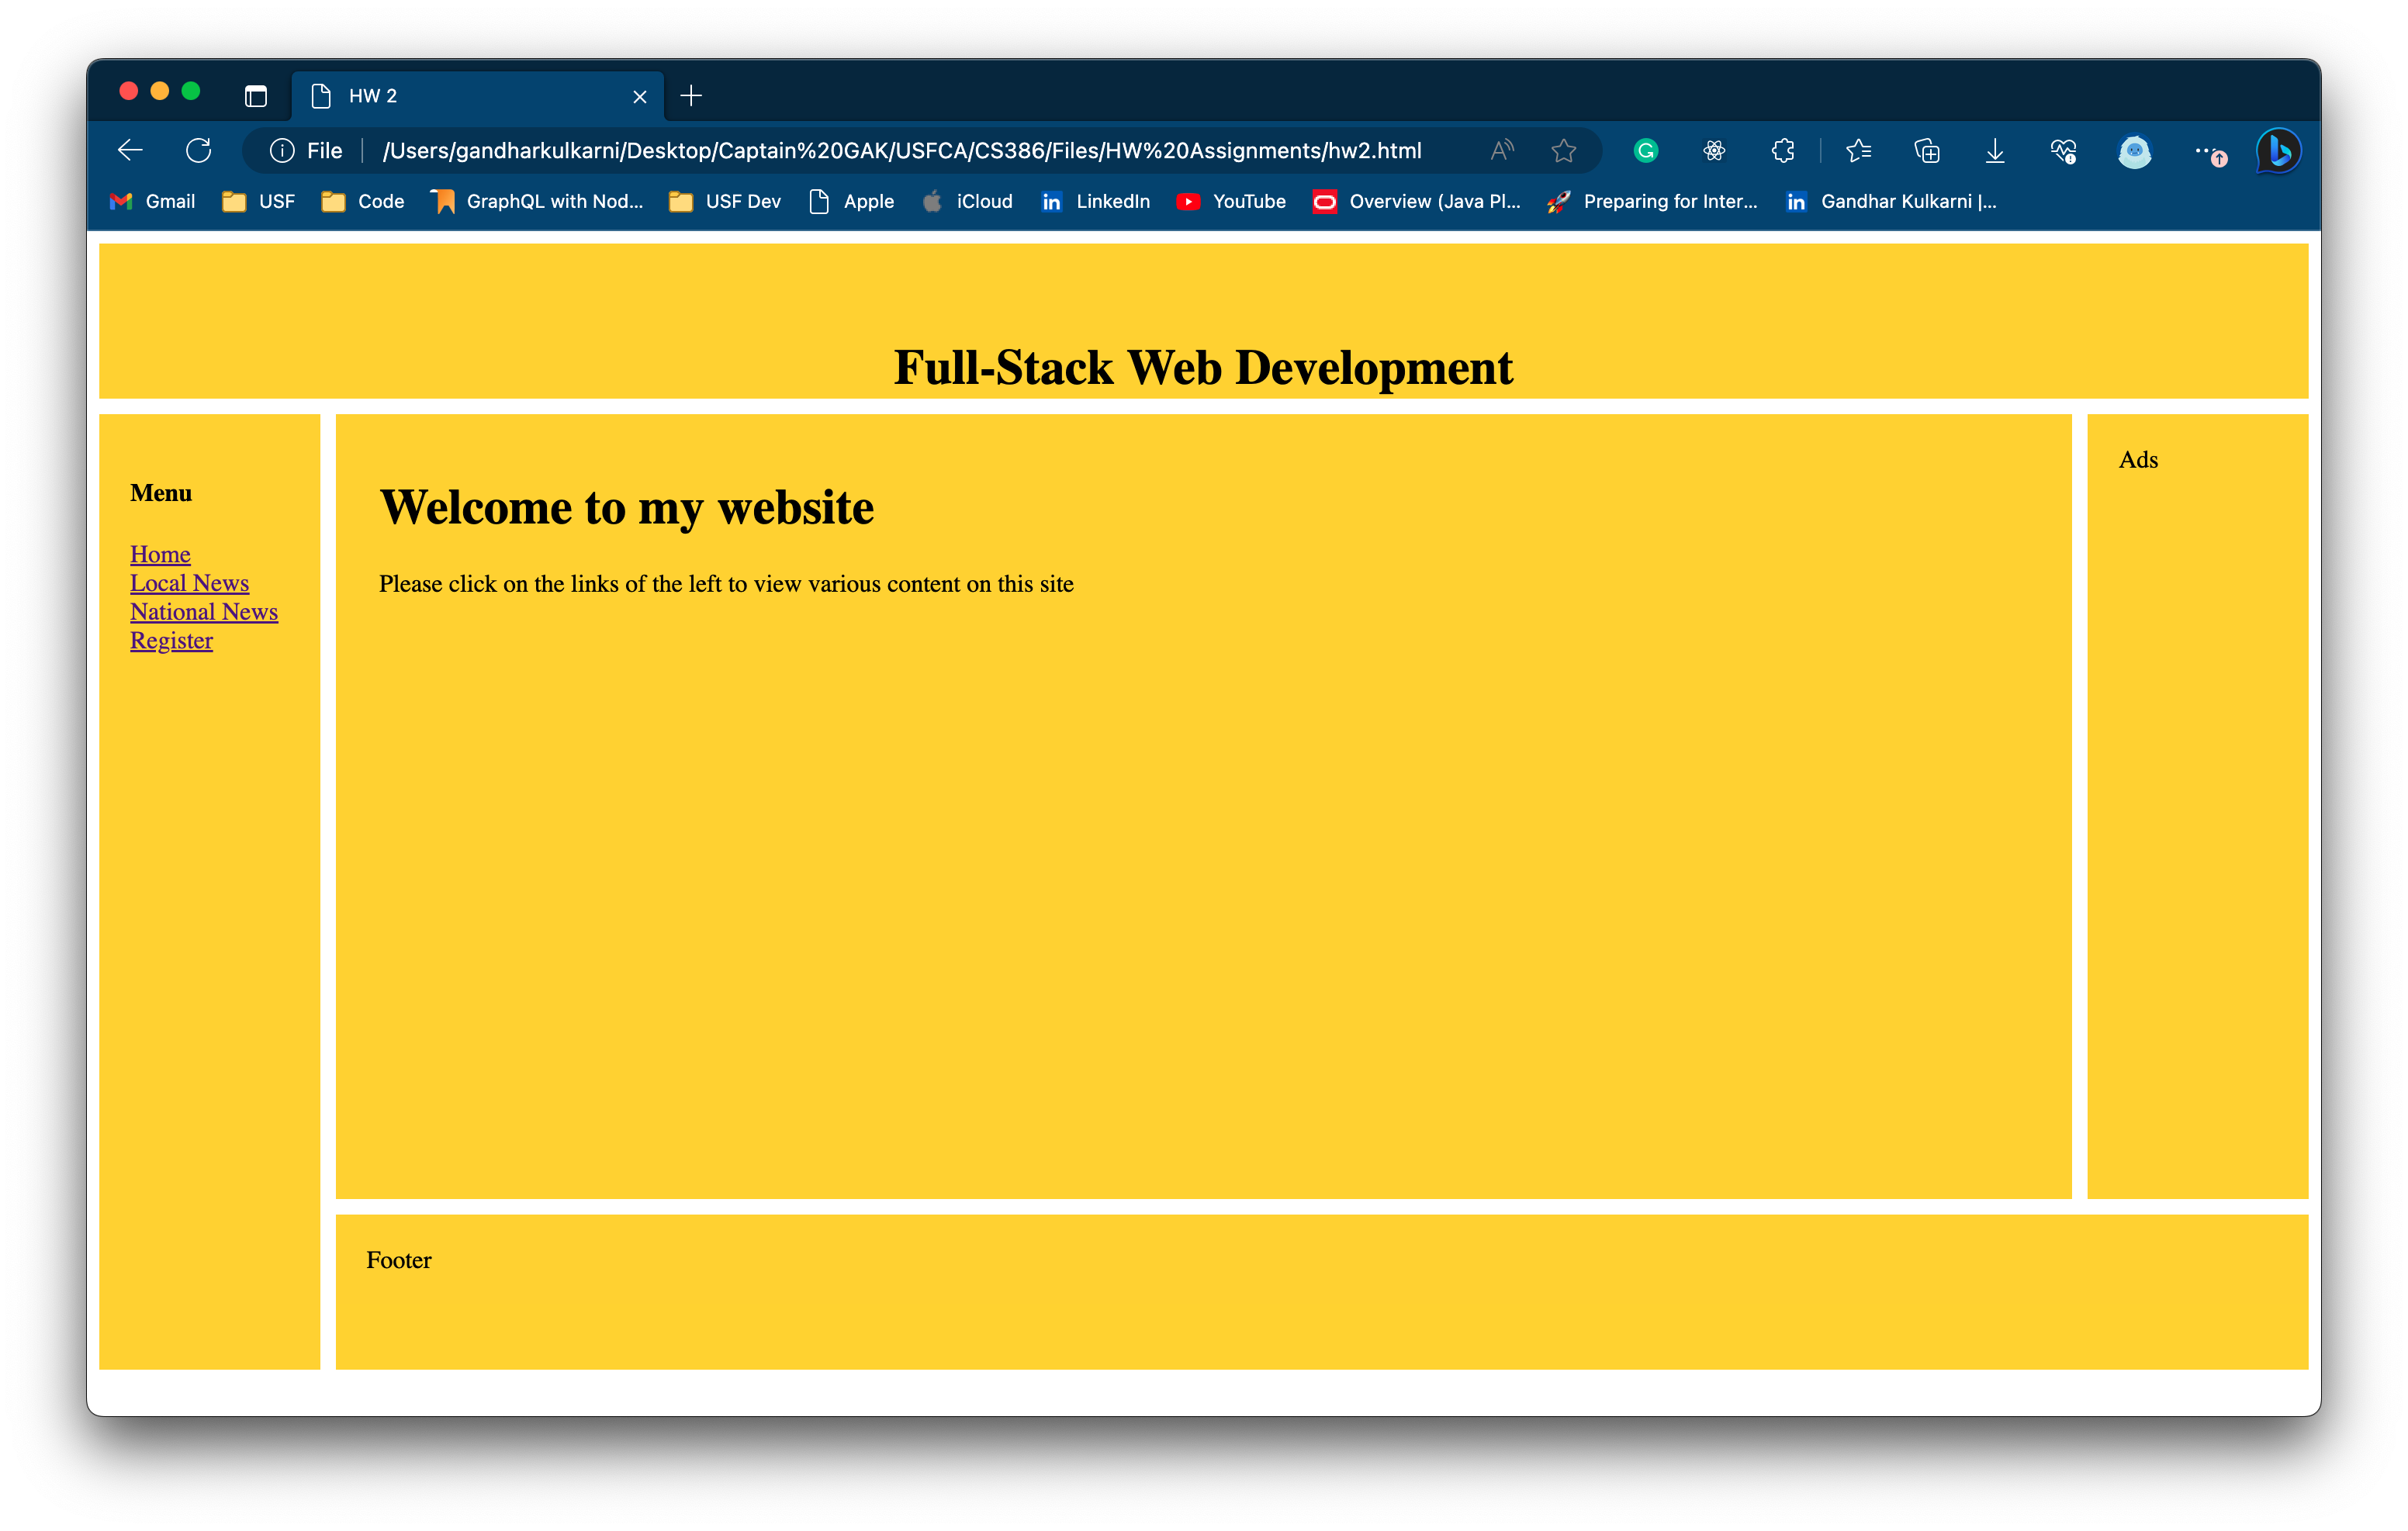 HW 2
File /Users/gandharkulkarni/Desktop/Captain%20GAK/USFCA/CS386/Files/HW%20Assignments/hw2.html
Gmail USF Code GraphQL with Nod... USF Dev Apple iCloud LinkedIn YouTube Overview (Java Pl... Preparing for Inter... Gandhar Kulkarni |...
Full-Stack Web Development
Menu
Home
Local News
National News
Register
Welcome to my website
Please click on the links of the left to view various content on this site
Ads
Footer